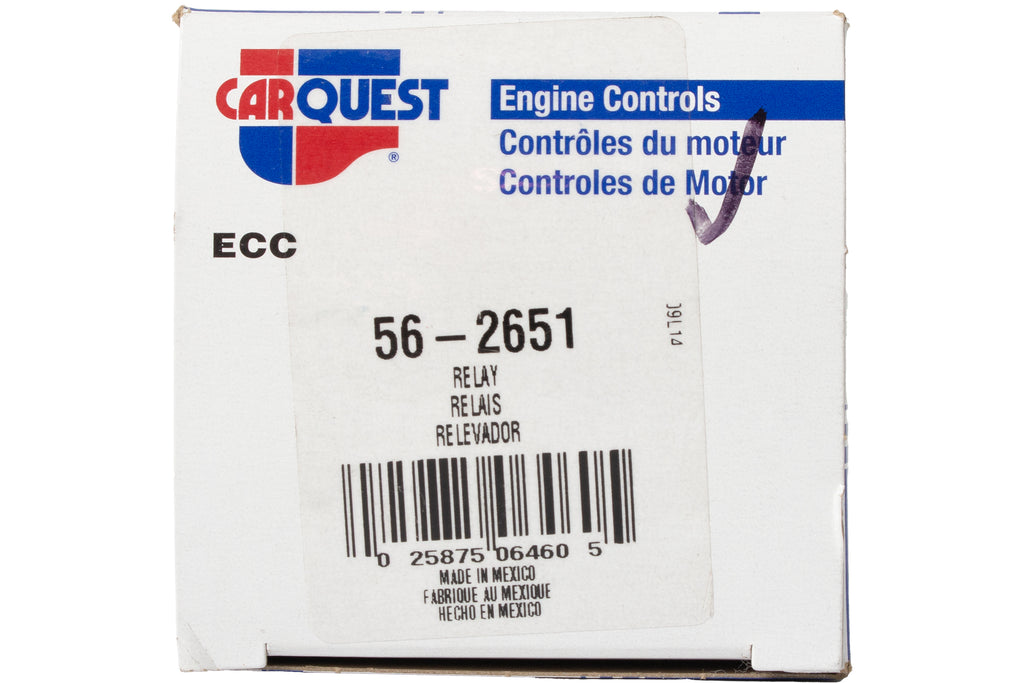 CARQUEST
®
Engine Controls
Contrôles du moteur
Controles de Motor
ECC
56-2651
RELAY
RELAIS
RELEVADOR
0 25875 06460 5
MADE IN MEXICO
FABRIQUE AU MEXIQUE
HECHO EN MEXICO